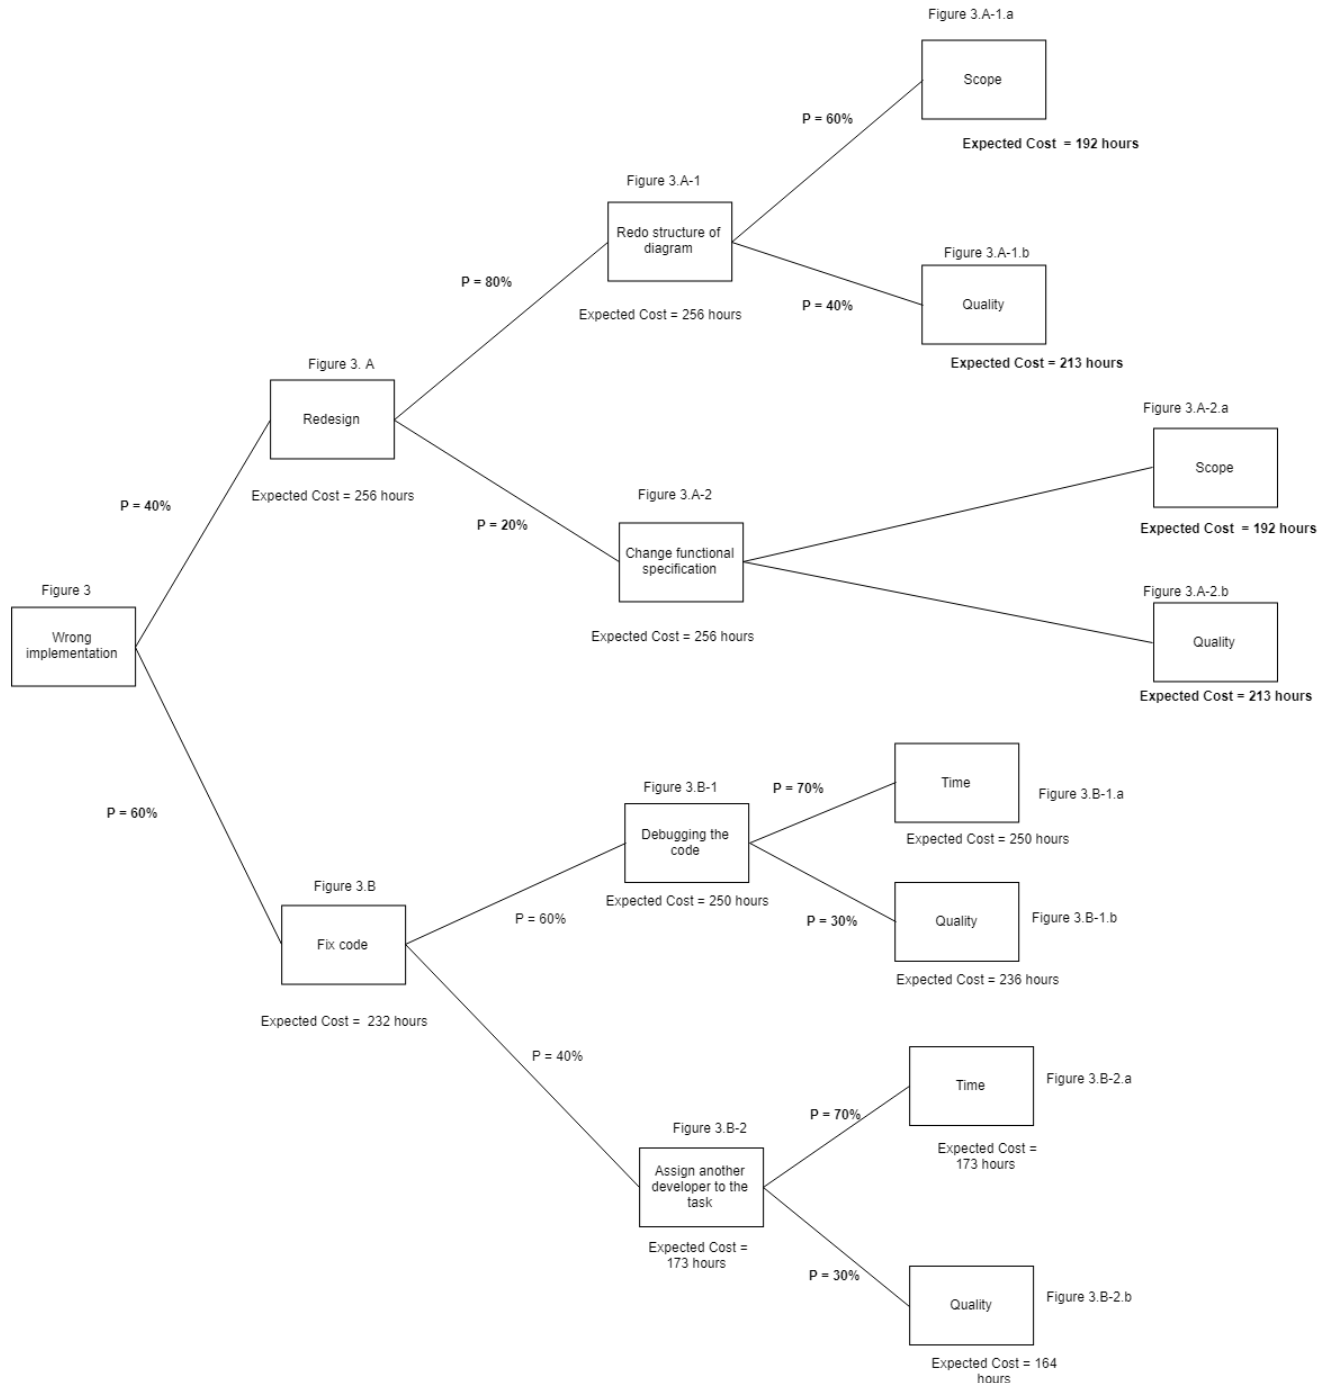 Figure 3.A-1.a
Scope
P = 60%
Expected Cost  = 192 hours
Figure 3.A-1
Redo structure of
diagram
Figure 3.A-1.b
P = 80%
Quality
P = 40%
Expected Cost = 256 hours
Expected Cost = 213 hours
Figure 3. A
Redesign
Figure 3.A-2.a
Scope
Expected Cost = 256 hours
Figure 3.A-2
P = 40%
P = 20%
Expected Cost  = 192 hours
Change functional
specification
Figure 3
Figure 3.A-2.b
Wrong
implementation
Expected Cost = 256 hours
Quality
Expected Cost = 213 hours
Figure 3.B-1
P = 70%
Time
Figure 3.B-1.a
P = 60%
Debugging the
code
Expected Cost = 250 hours
Figure 3.B
Expected Cost = 250 hours
P = 60%
P = 30%
Quality
Figure 3.B-1.b
Fix code
Expected Cost = 236 hours
Expected Cost =  232 hours
P = 40%
Time
Figure 3.B-2.a
P = 70%
Figure 3.B-2
Expected Cost =
173 hours
Assign another
developer to the
task
Expected Cost =
173 hours
P = 30%
Quality
Figure 3.B-2.b
Expected Cost = 164
hours